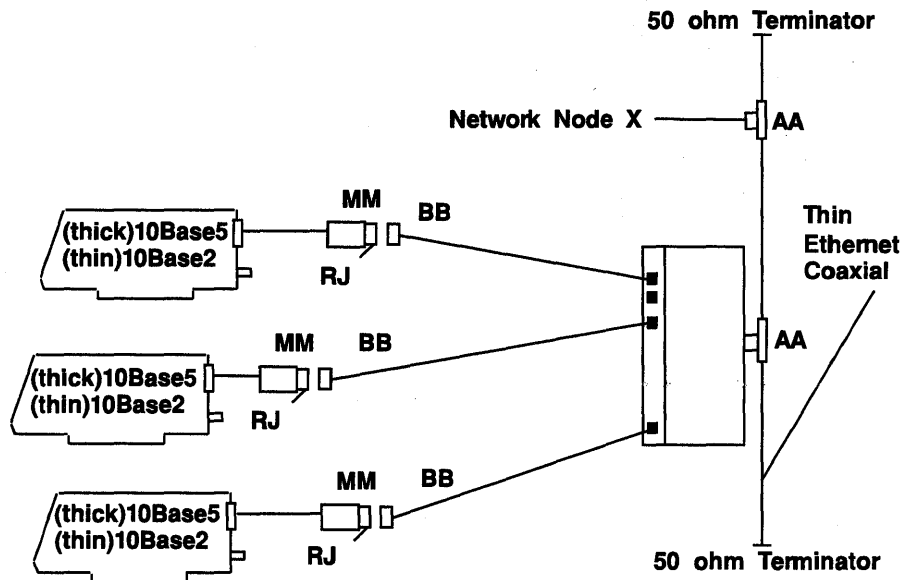 50 ohm Terminator
Network Node X
AA
MM
BB
(thick)10Base5
(thin)10Base2
RJ
Thin
Ethernet
Coaxial
MM
BB
AA
(thick)10Base5
(thin)10Base2
RJ
MM
BB
(thick)10Base5
(thin)10Base2
RJ
50 ohm Terminator